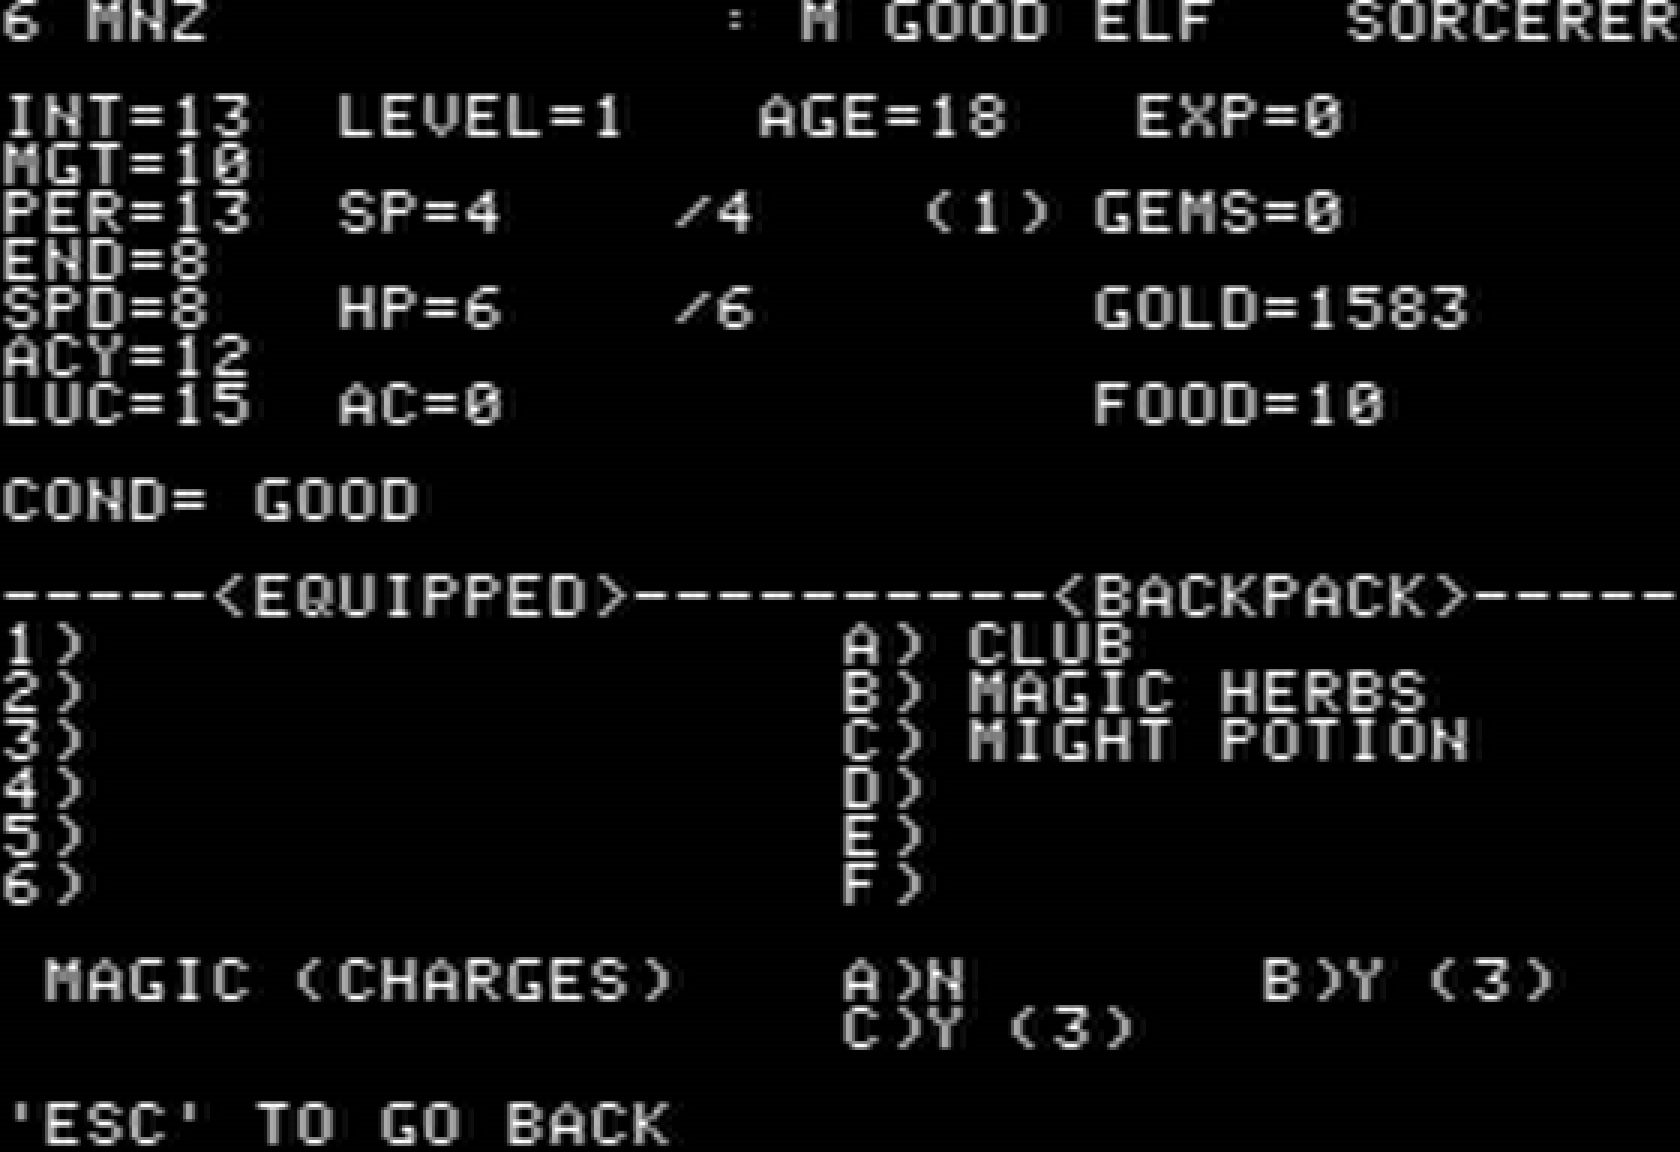 6 MNZ : M GOOD ELF SORCERER
INT=13 LEVEL=1 AGE=18 EXP=0
MGT=10
PER=13 SP=4 /4 (1) GEMS=0
END=8
SPD=8 HP=6 /6 GOLD=1583
ACY=12
LUC=15 AC=0 FOOD=10
COND= GOOD
-----<EQUIPPED>----------<BACKPACK>-----
1) A) CLUB
2) B) MAGIC HERBS
3) C) MIGHT POTION
4) D)
5) E)
6) F)
MAGIC (CHARGES) A)N B)Y (3)
C)Y (3)
'ESC' TO GO BACK